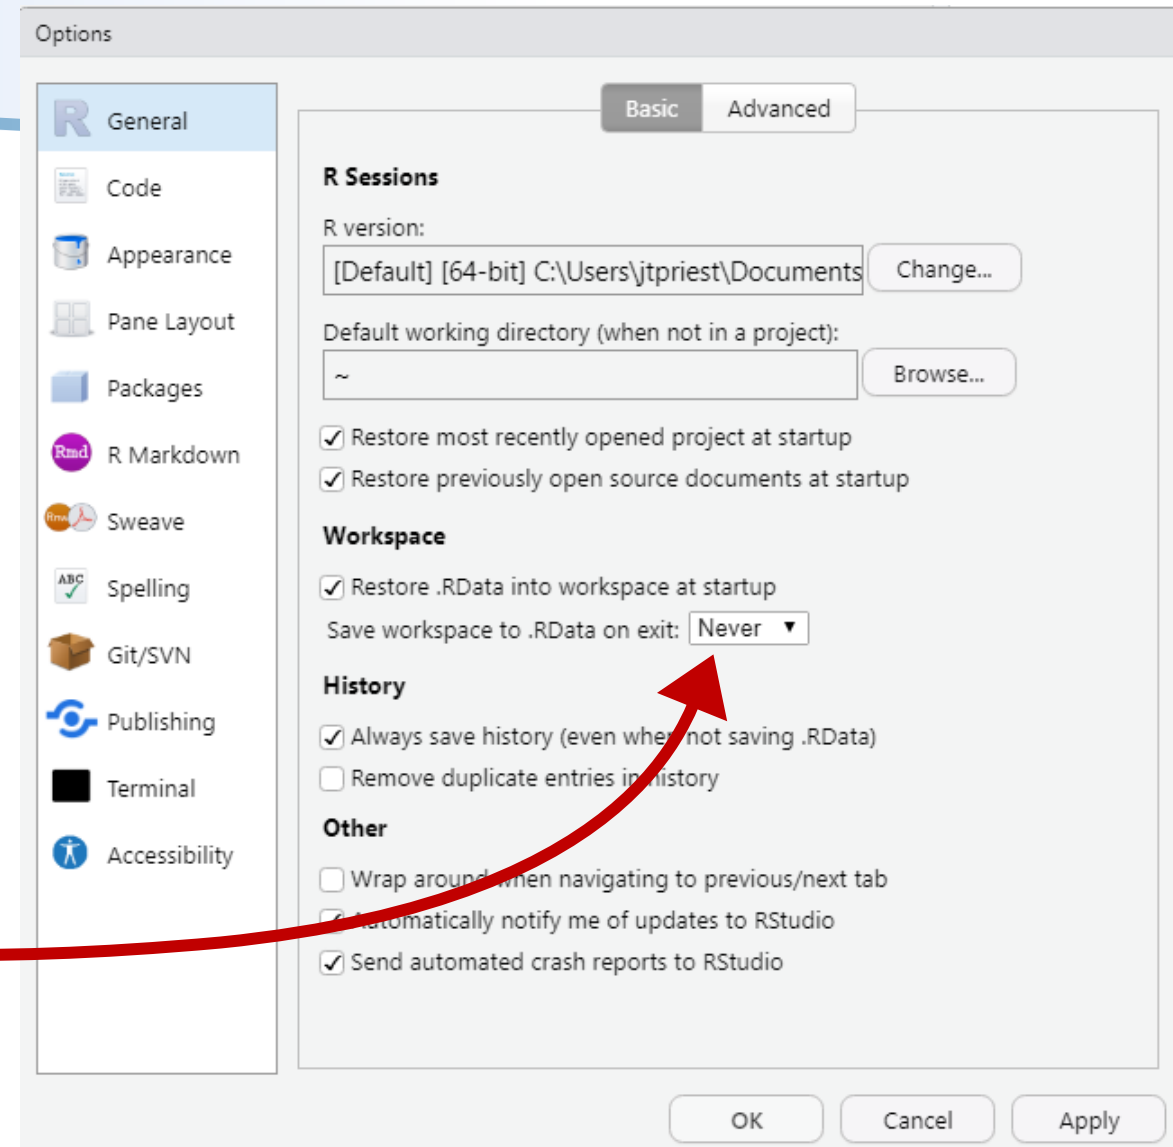 Options
General
Code
Appearance
Pane Layout
Packages
Rmd R Markdown
Rnw Sweave
ABC Spelling
Git/SVN
Publishing
Terminal
Accessibility
Basic Advanced
R Sessions
R version:
[Default] [64-bit] C:\Users\jtpriest\Documents Change...
Default working directory (when not in a project):
~ Browse...
Restore most recently opened project at startup
Restore previously open source documents at startup
Workspace
Restore .RData into workspace at startup
Save workspace to .RData on exit: Never
History
Always save history (even when not saving .RData)
Remove duplicate entries in history
Other
Wrap around when navigating to previous/next tab
Automatically notify me of updates to RStudio
Send automated crash reports to RStudio
OK Cancel Apply